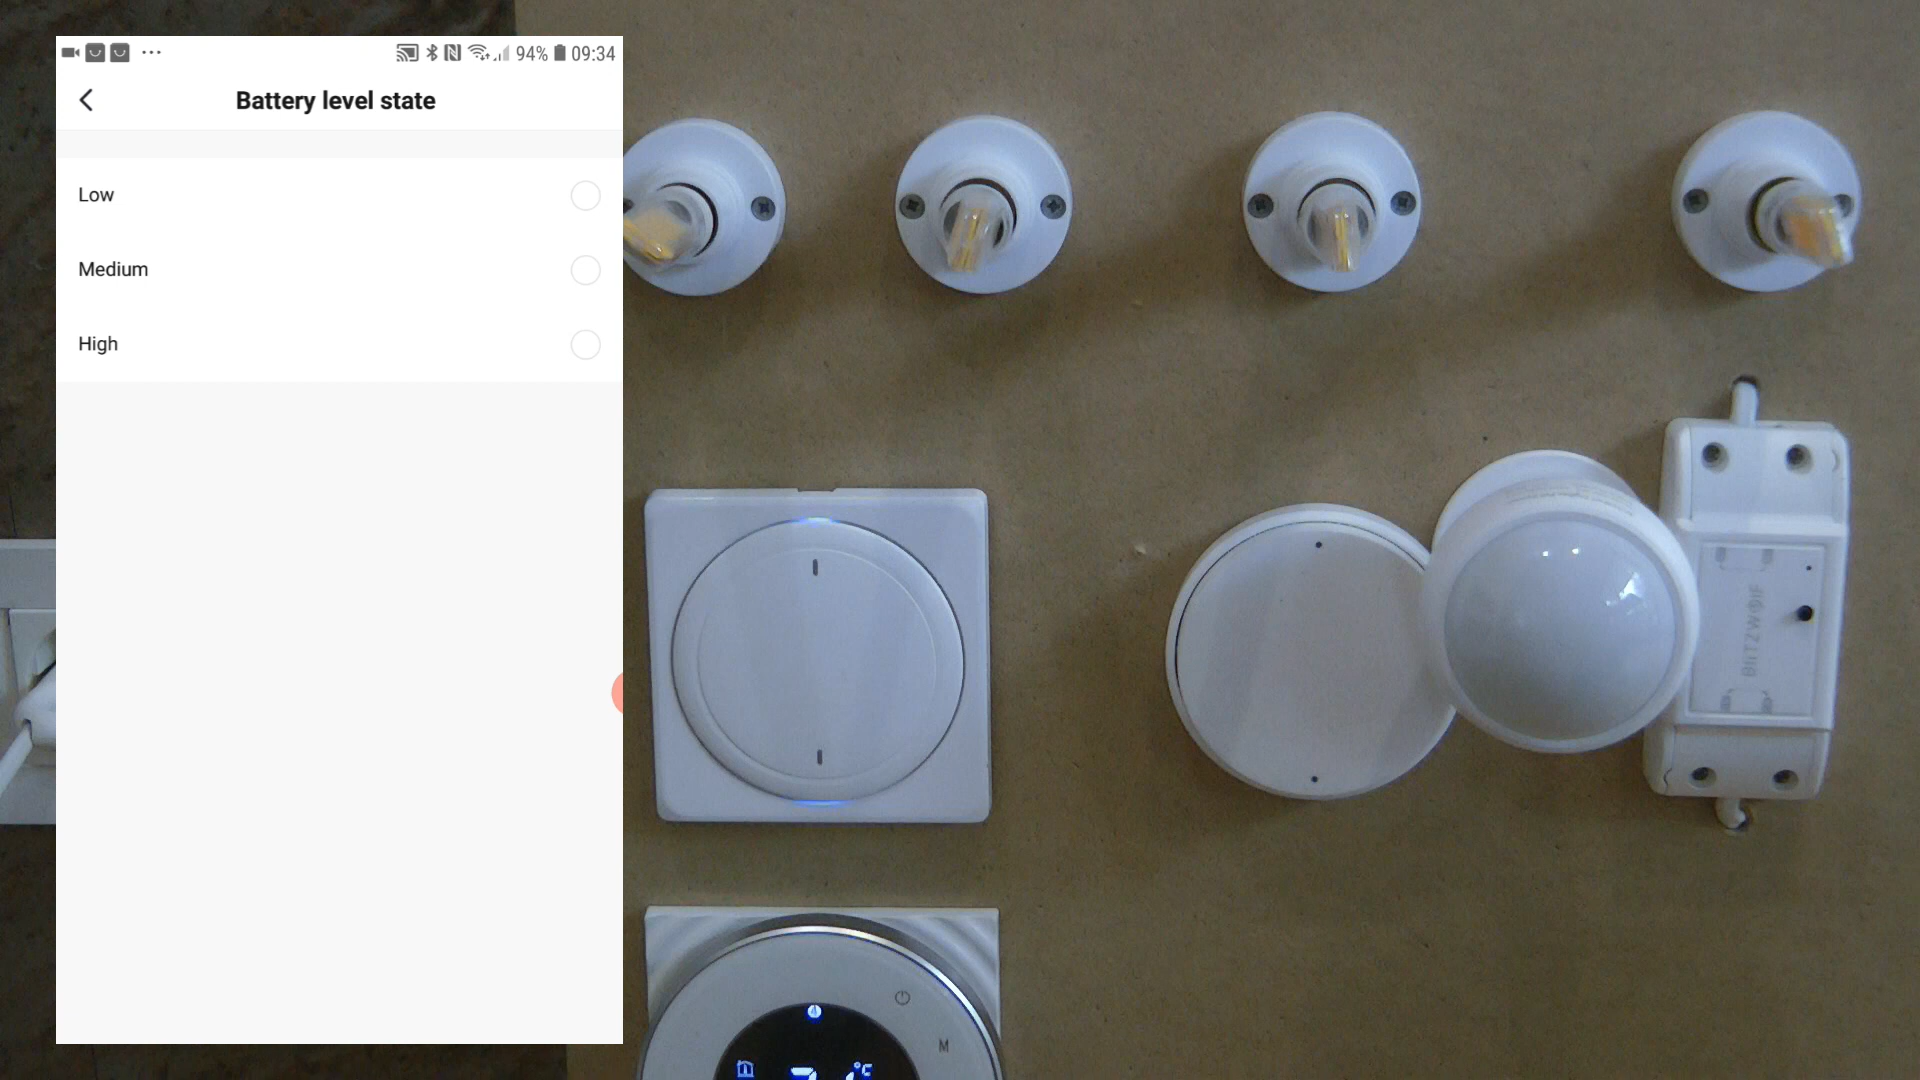 94% 09:34
Battery level state
Low
Medium
High
BLITZWOLF
M
°C